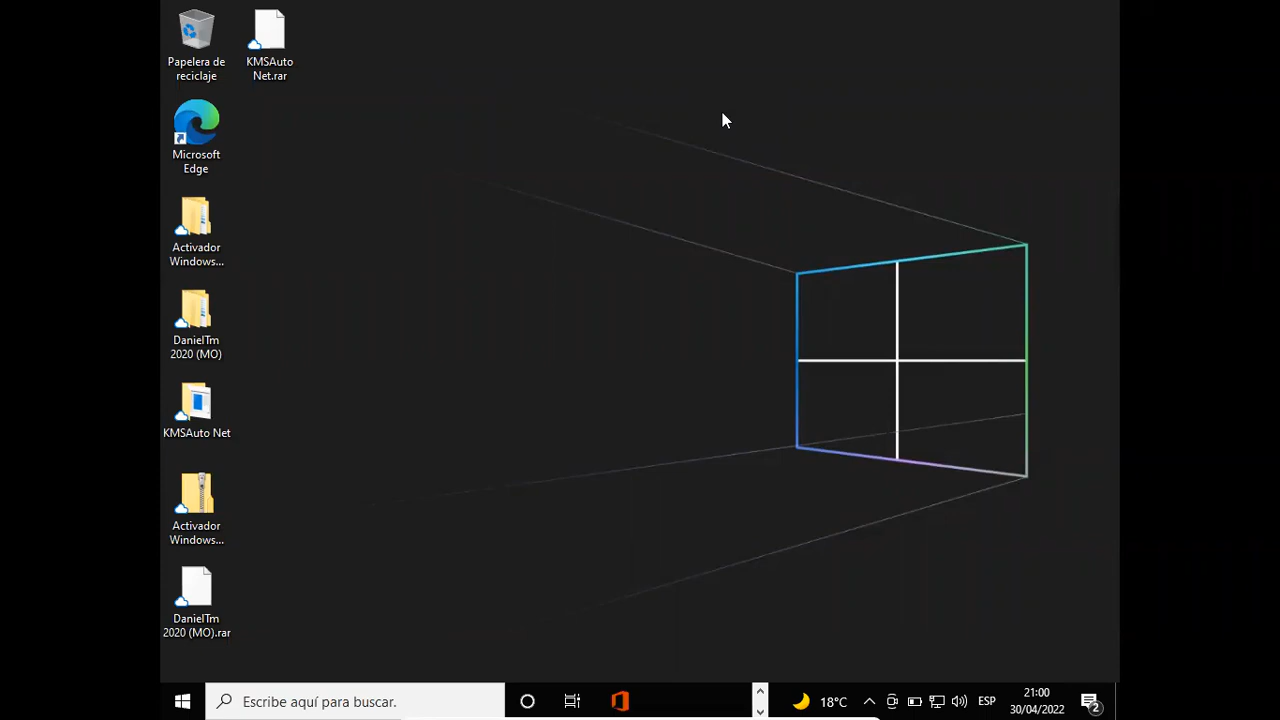 Papelera de
reciclaje
KMSAuto
Net.rar
Microsoft
Edge
Activador
Windows...
DanielTm
2020 (MO)
KMSAuto Net
Activador
Windows...
DanielTm
2020 (MO).rar
Escribe aquí para buscar.
18°C
ESP
21:00
30/04/2022
2